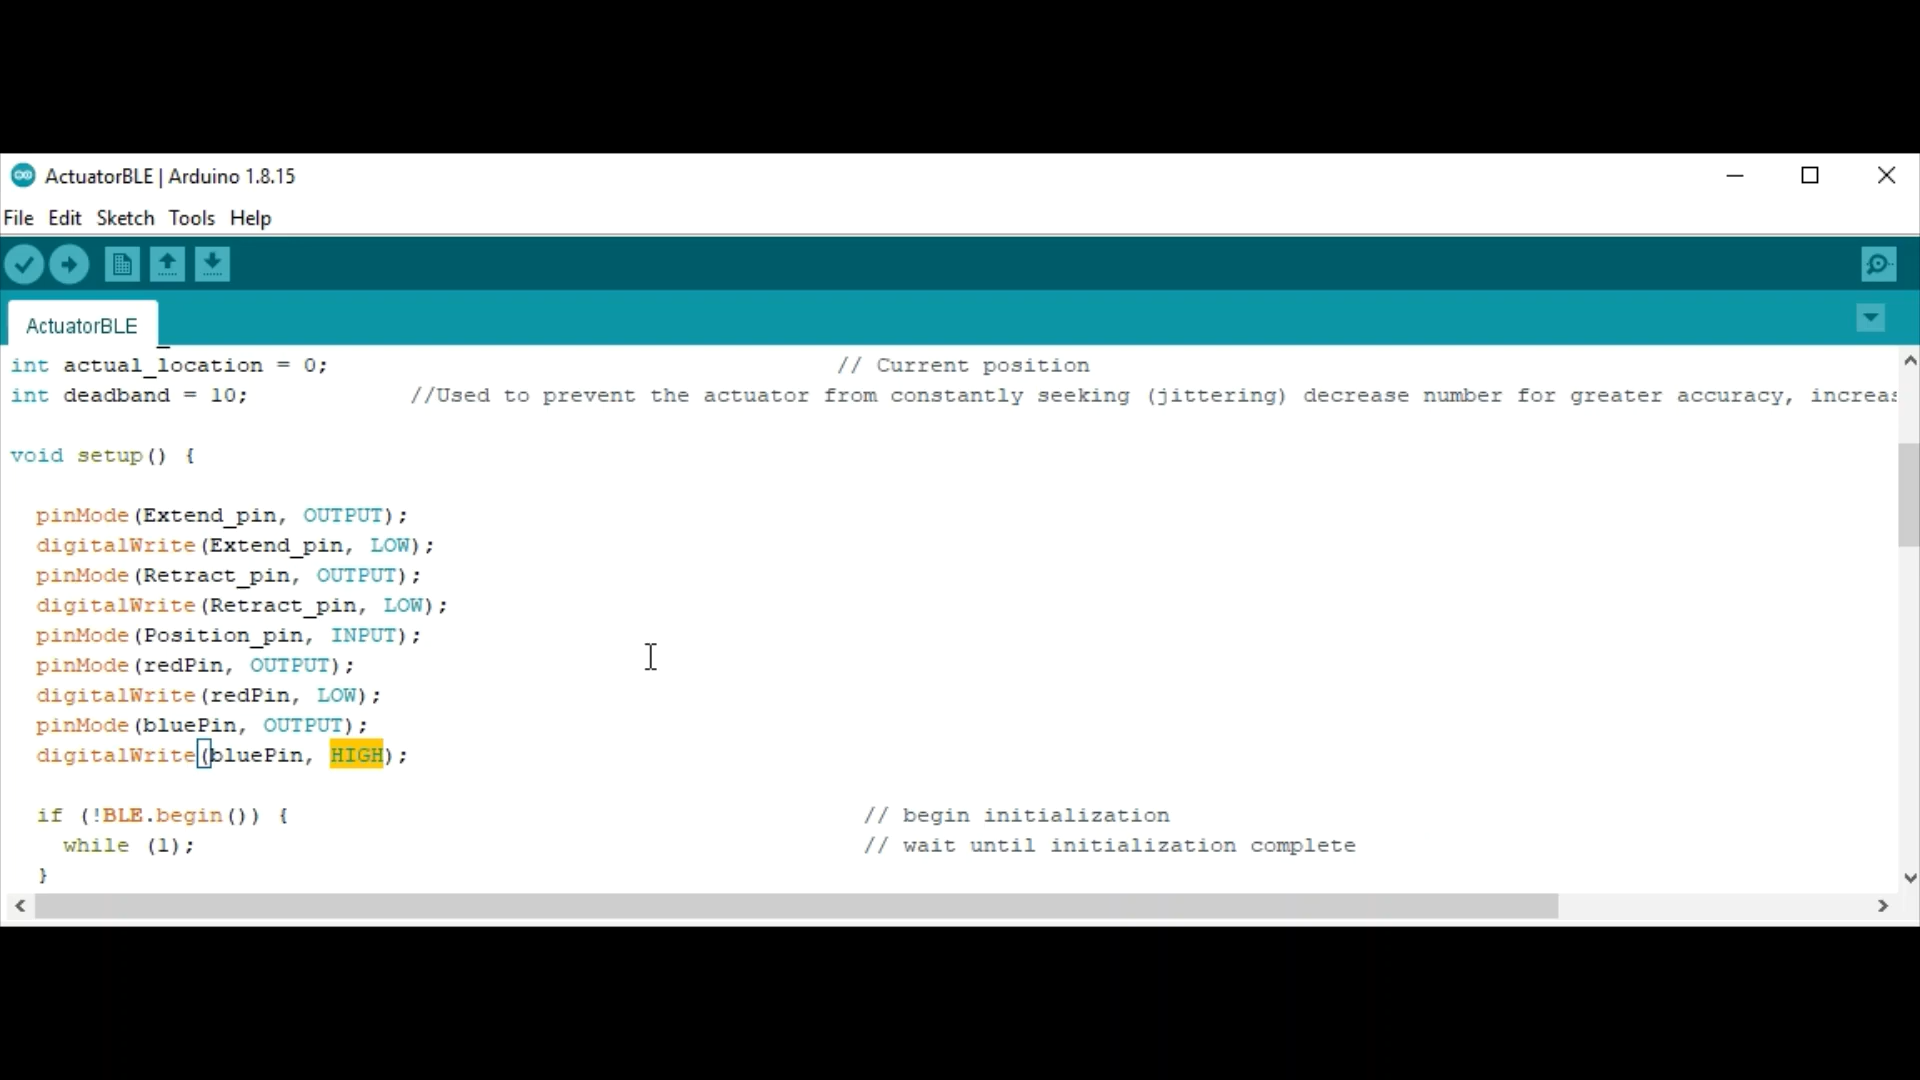 ActuatorBLE | Arduino 1.8.15
File Edit Sketch Tools Help
ActuatorBLE
int actual_location = 0; // Current position
int deadband = 10; //Used to prevent the actuator from constantly seeking (jittering) decrease number for greater accuracy, increas
void setup() {
pinMode(Extend_pin, OUTPUT);
digitalWrite(Extend_pin, LOW);
pinMode(Retract_pin, OUTPUT);
digitalWrite(Retract_pin, LOW);
pinMode(Position_pin, INPUT);
pinMode(redPin, OUTPUT);
digitalWrite(redPin, LOW);
pinMode(bluePin, OUTPUT);
digitalWrite(bluePin, HIGH);
if (!BLE.begin()) { // begin initialization
while (1); // wait until initialization complete
}